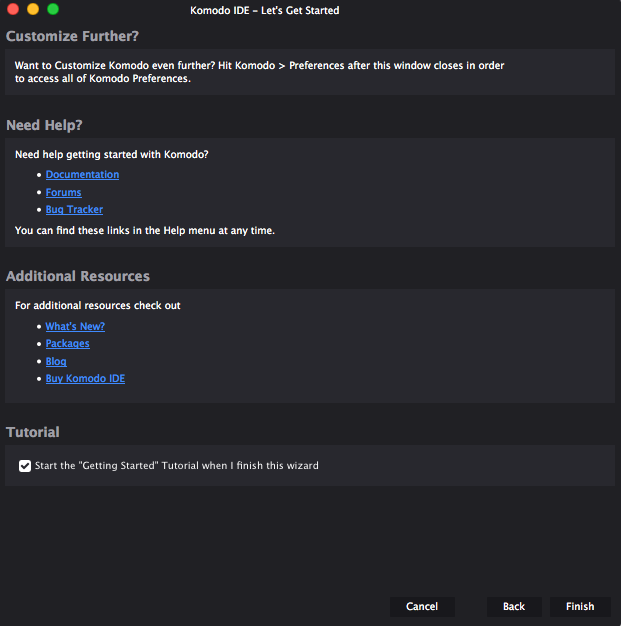 Komodo IDE - Let's Get Started
Customize Further?
Want to Customize Komodo even further? Hit Komodo > Preferences after this window closes in order
to access all of Komodo Preferences.
Need Help?
Need help getting started with Komodo?
• Documentation
• Forums
• Bug Tracker
You can find these links in the Help menu at any time.
Additional Resources
For additional resources check out
• What's New?
• Packages
• Blog
• Buy Komodo IDE
Tutorial
Start the "Getting Started" Tutorial when I finish this wizard
Cancel Back Finish